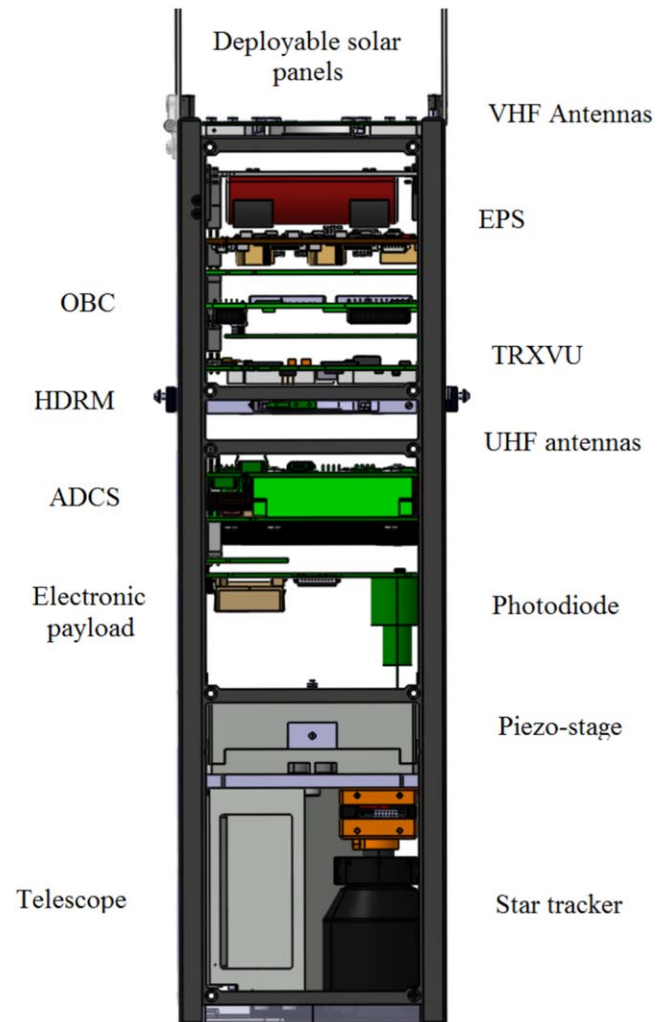 Deployable solar
panels
VHF Antennas
EPS
OBC
TRXVU
HDRM
UHF antennas
ADCS
Electronic
payload
Photodiode
Piezo-stage
Telescope
Star tracker